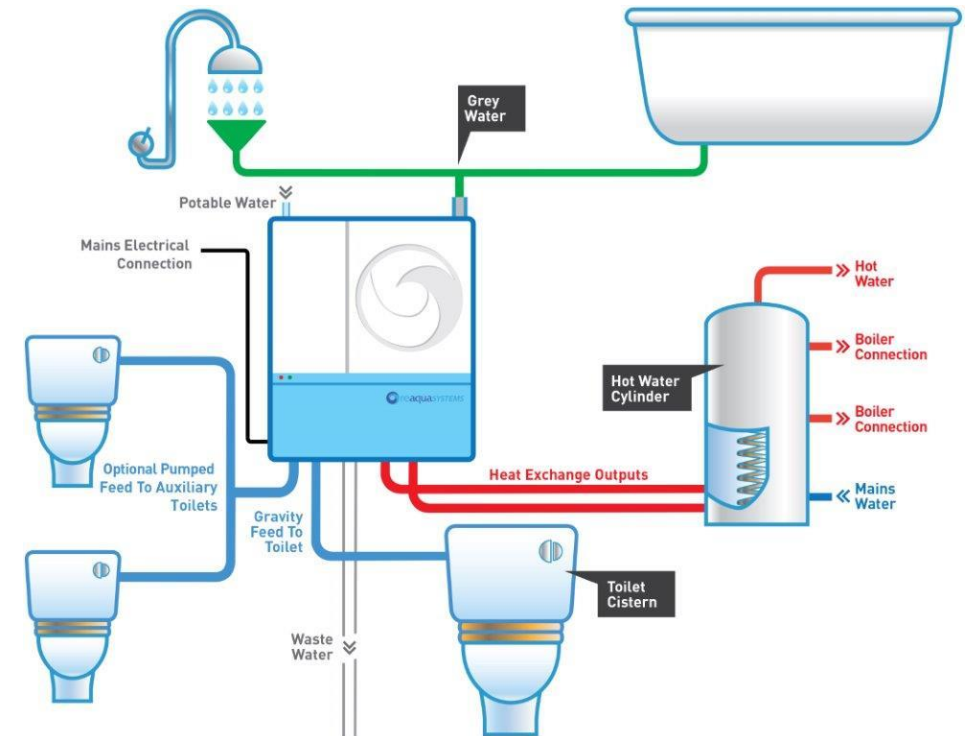 Grey
Water
Potable Water
Mains Electrical
Connection
Hot
Water
Boiler
Connection
Hot Water
Cylinder
Boiler
Connection
Optional Pumped
Feed To Auxiliary
Toilets
Heat Exchange Outputs
Mains
Water
Gravity
Feed To
Toilet
Toilet
Cistern
Waste
Water